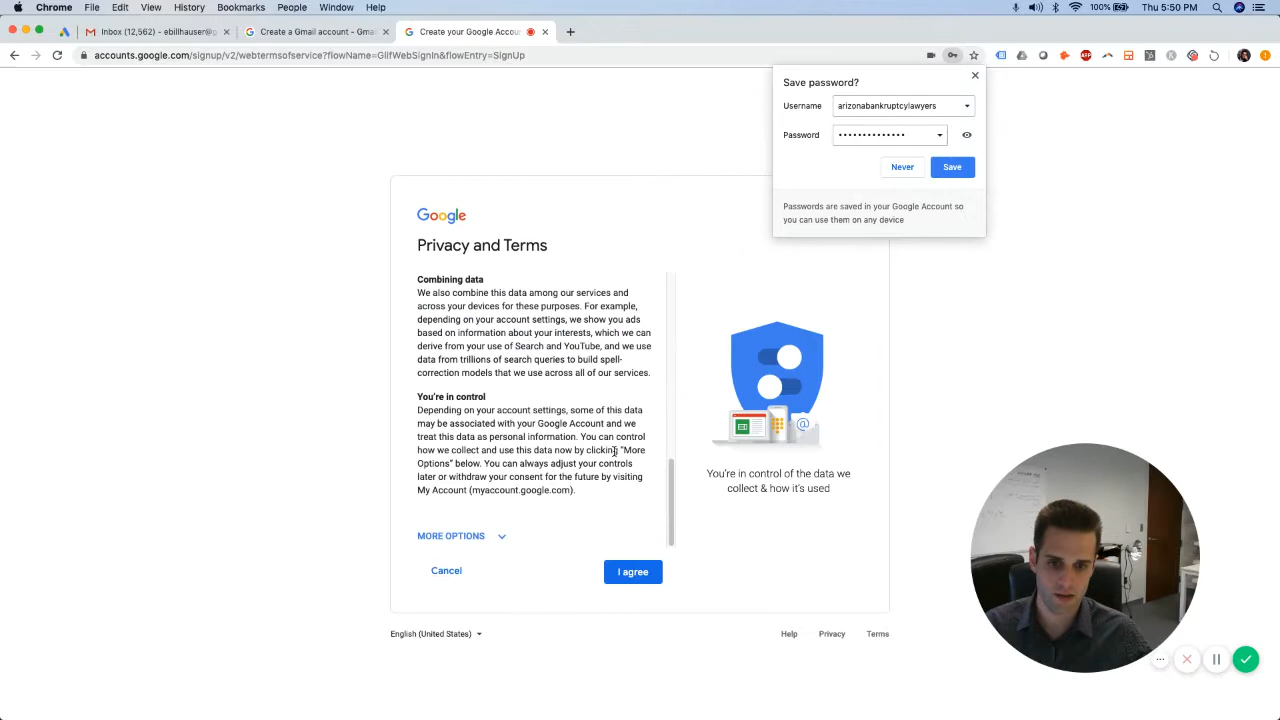 Chrome File Edit View History Bookmarks People Window Help
100% Thu 5:50 PM
Inbox (12,562) - ebillhauser@g
Create a Gmail account - Gma
Create your Google Accou
accounts.google.com/signup/v2/webtermsofservice?flowName=GlifWebSignIn&flowEntry=SignUp
ABP
Save password?
Username arizonabankruptcylawyers
Password ••••••••••••••
Never Save
Passwords are saved in your Google Account so
you can use them on any device
Google
Privacy and Terms
Combining data
We also combine this data among our services and
across your devices for these purposes. For example,
depending on your account settings, we show you ads
based on information about your interests, which we can
derive from your use of Search and YouTube, and we use
data from trillions of search queries to build spell-
correction models that we use across all of our services.
You're in control
Depending on your account settings, some of this data
may be associated with your Google Account and we
treat this data as personal information. You can control
how we collect and use this data now by clicking "More
Options" below. You can always adjust your controls
later or withdraw your consent for the future by visiting
My Account (myaccount.google.com).
You're in control of the data we
collect & how it's used
MORE OPTIONS
Cancel I agree
English (United States) Help Privacy Terms